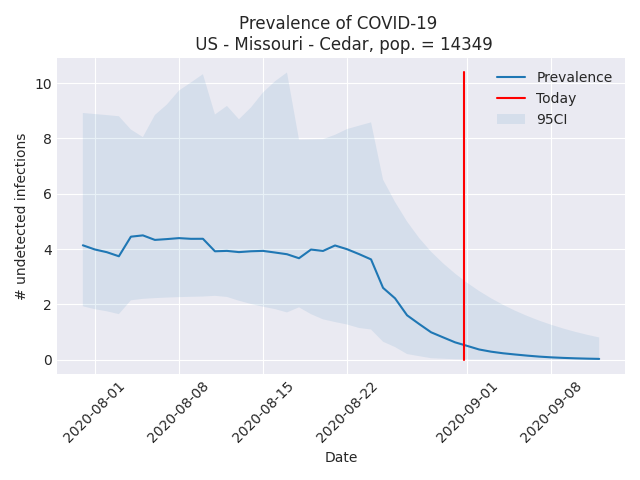 Prevalence of COVID-19
US - Missouri - Cedar, pop. = 14349
Prevalence
Today
95CI
# undetected infections
10
8
6
4
2
0
2020-08-01
2020-08-08
2020-08-15
2020-08-22
2020-09-01
2020-09-08
Date